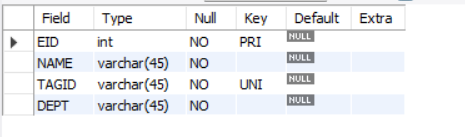 Field Type Null Key Default Extra
EID int NO PRI NULL
NAME varchar(45) NO NULL
TAGID varchar(45) NO UNI NULL
DEPT varchar(45) NO NULL